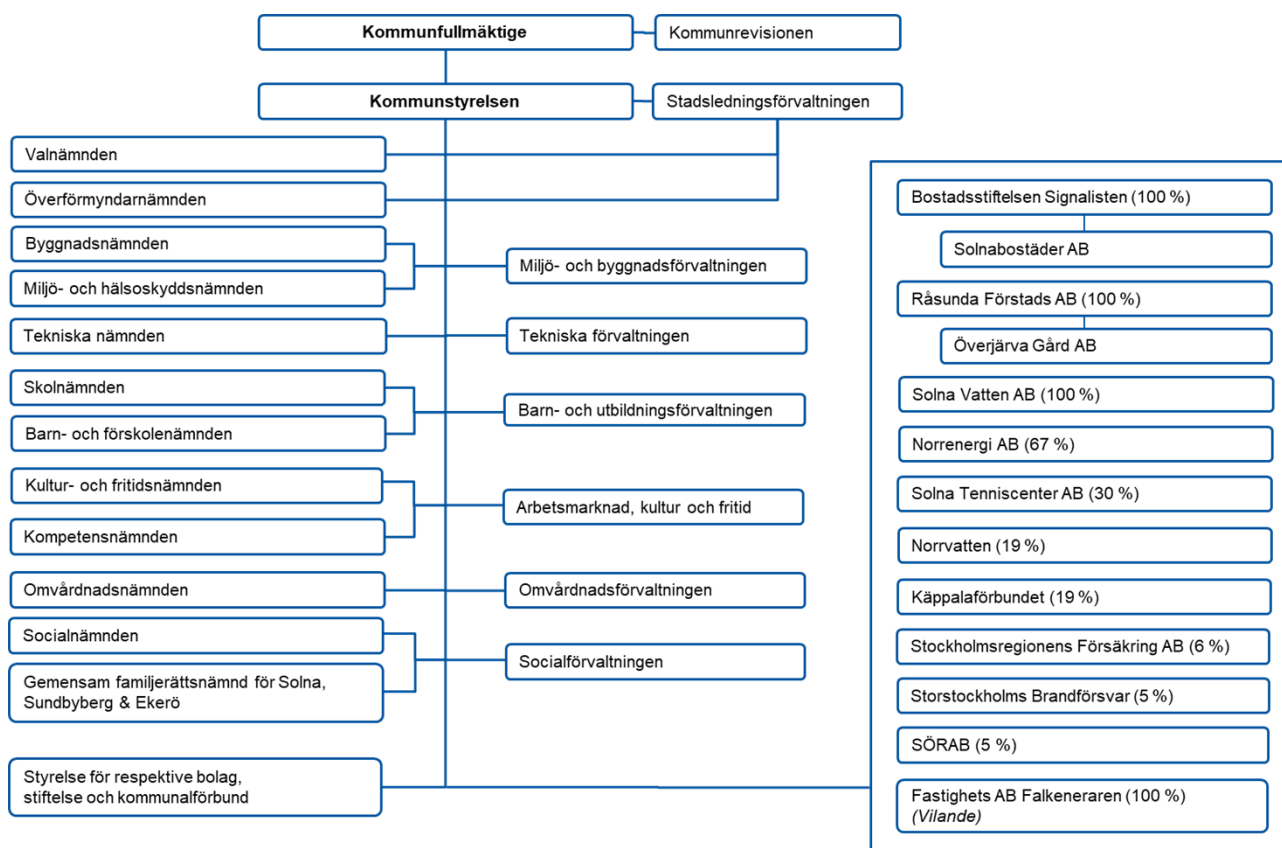 Kommunfullmäktige
Kommunrevisionen
Kommunstyrelsen
Stadsledningsförvaltningen
Valnämnden
Överförmyndarnämnden
Byggnadsnämnden
Miljö- och hälsoskyddsnämnden
Miljö- och byggnadsförvaltningen
Tekniska nämnden
Tekniska förvaltningen
Skolnämnden
Barn- och förskolenämnden
Barn- och utbildningsförvaltningen
Kultur- och fritidsnämnden
Kompetensnämnden
Arbetsmarknad, kultur och fritid
Omvårdnadsnämnden
Omvårdnadsförvaltningen
Socialnämnden
Gemensam familjerättsnämnd för Solna,
Sundbyberg & Ekerö
Socialförvaltningen
Styrelse för respektive bolag,
stiftelse och kommunalförbund
Bostadsstiftelsen Signalisten (100 %)
Solnabostäder AB
Råsunda Förstads AB (100 %)
Överjärva Gård AB
Solna Vatten AB (100 %)
Norrenergi AB (67 %)
Solna Tenniscenter AB (30 %)
Norrvatten (19 %)
Käppalaförbundet (19 %)
Stockholmsregionens Försäkring AB (6 %)
Storstockholms Brandförsvar (5 %)
SÖRAB (5 %)
Fastighets AB Falkeneraren (100 %)
(Vilande)